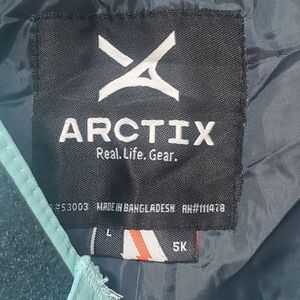 ARCTIX
Real. Life. Gear.
#53003 MADE IN BANGLADESH RN#111478
L
5K